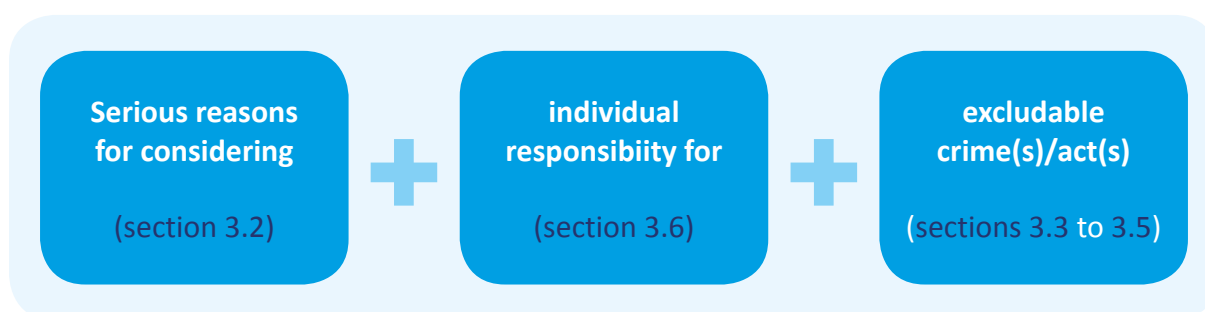 Serious reasons
for considering
(section 3.2)
individual
responsibiity for
(section 3.6)
excludable
crime(s)/act(s)
(sections 3.3 to 3.5)